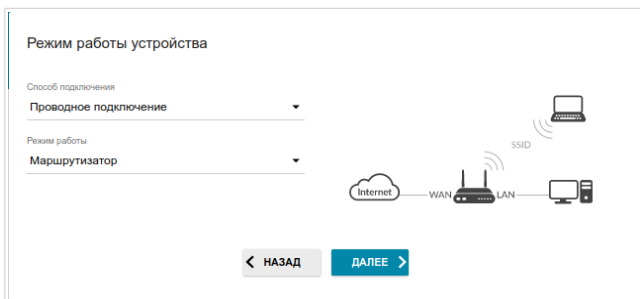 Режим работы устройства
Способ подключения
Проводное подключение
Режим работы
Маршрутизатор
SSID
Internet
WAN
LAN
НАЗАД
ДАЛЕЕ